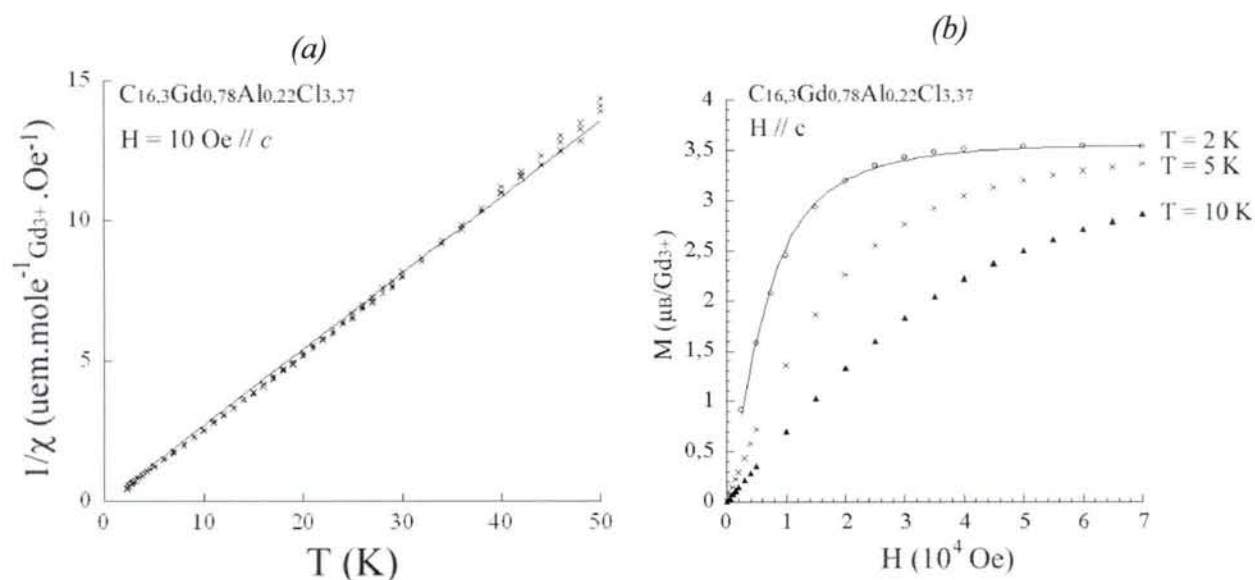 (a)
C16,3Gd0,78Al0,22Cl3,37
H = 10 Oe // c
1/χ (uem.mole-1Gd3+.Oe-1)
15
10
5
0
0
10
20
30
40
50
T (K)
(b)
C16,3Gd0,78Al0,22Cl3,37
H // c
M (μB/Gd3+)
4
3,5
3
2,5
2
1,5
1
0,5
0
T = 2 K
T = 5 K
T = 10 K
0
1
2
3
4
5
6
7
H (10⁴ Oe)